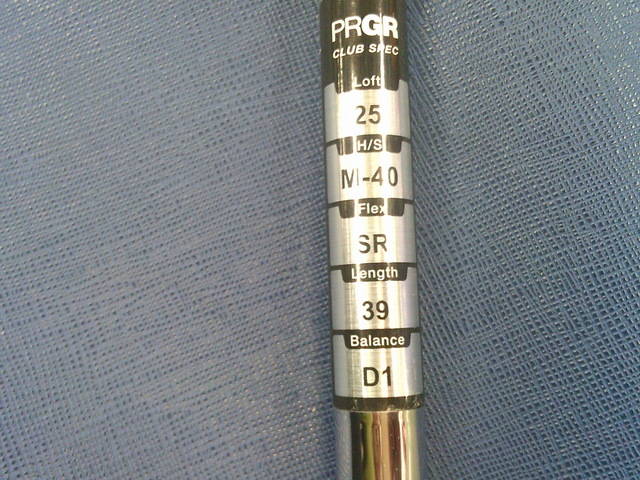 PRGR
CLUB SPEC
Loft
25
H/S
M-40
Flex
SR
Length
39
Balance
D1